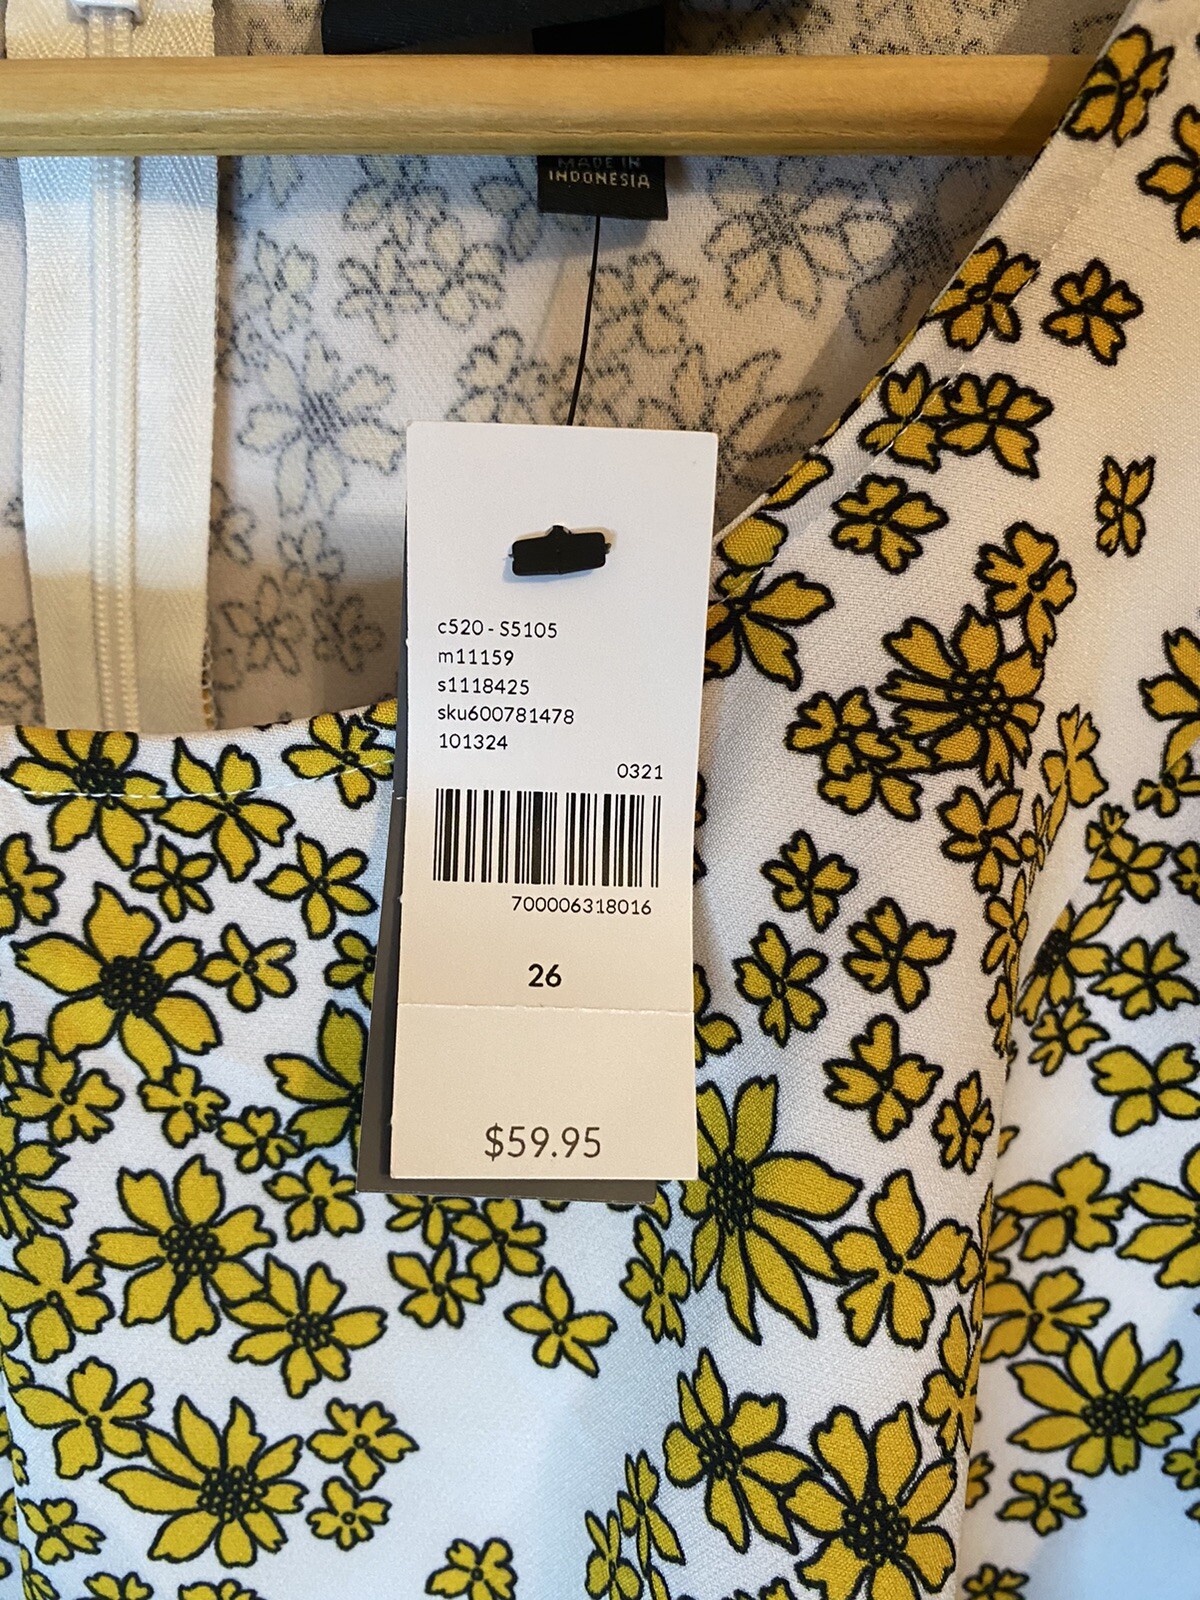 MADE IN
INDONESIA
c520 - S5105
m11159
s1118425
sku600781478
101324
0321
700006318016
26
$59.95